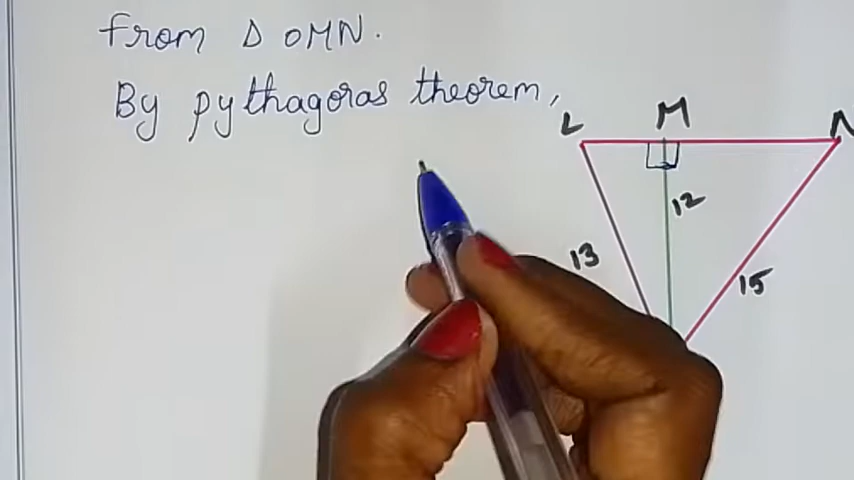 From Δ OMN.
By pythagoras theorem,
L M N
12
13
15